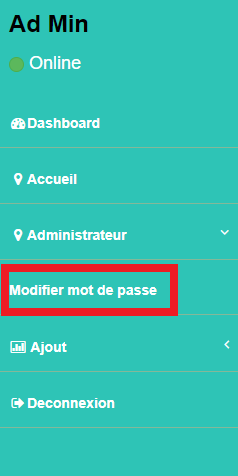 Ad Min
Online
Dashboard
Accueil
Administrateur
Modifier mot de passe
Ajout
Deconnexion